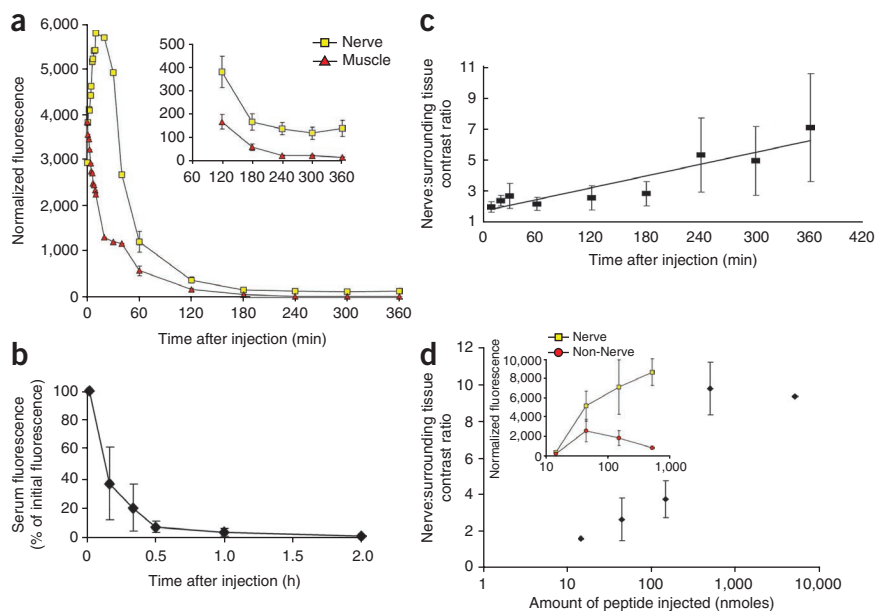 a
Normalized fluorescence
6,000
5,000
4,000
3,000
2,000
1,000
0
0 60 120 180 240 300 360
Time after injection (min)
500
400
300
200
100
0
60 120 180 240 300 360
Nerve
Muscle
c
Nerve:surrounding tissue
contrast ratio
11
9
7
5
3
1
0 60 120 180 240 300 360 420
Time after injection (min)
b
Serum fluorescence
(% of initial fluorescence)
100
80
60
40
20
0
0 0.5 1.0 1.5 2.0
Time after injection (h)
d
Nerve:surrounding tissue
contrast ratio
12
10
8
6
4
2
0
1 10 100 1,000 10,000
Amount of peptide injected (nmoles)
Nerve
Non-Nerve
Normalized fluorescence
10,000
8,000
6,000
4,000
2,000
0
10 100 1,000